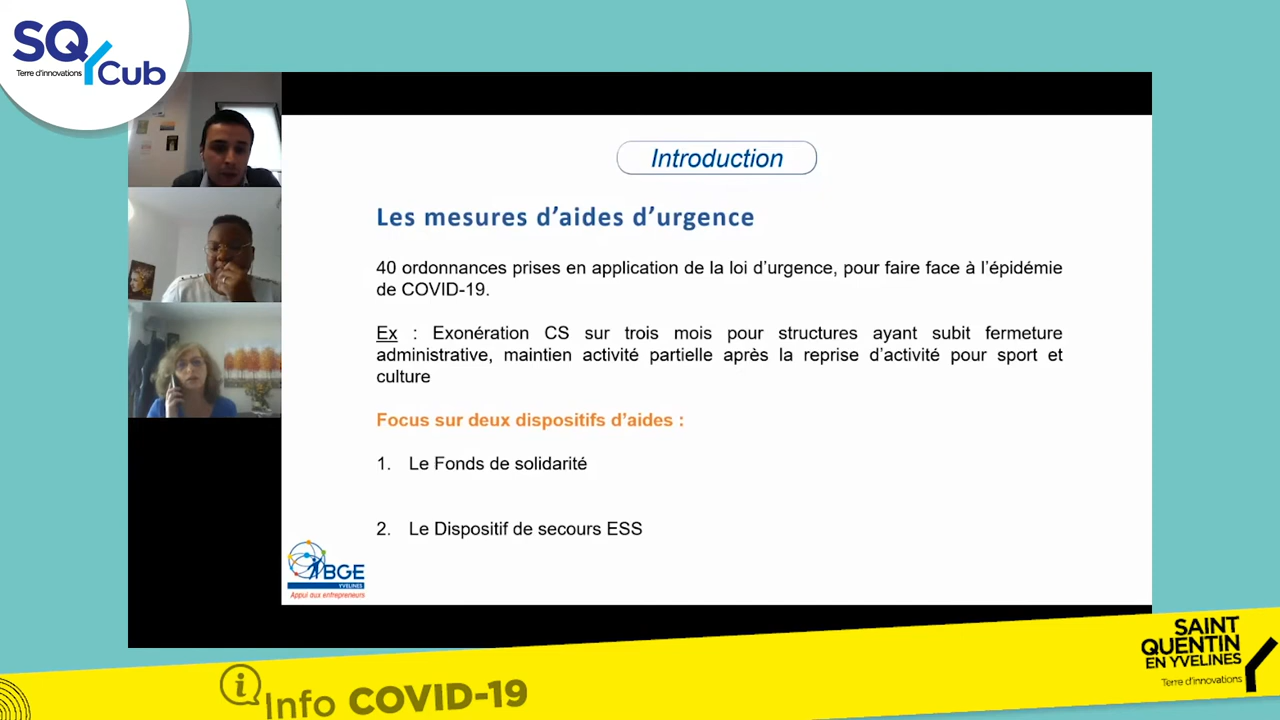 SQY Cub
Terre d'innovations
Introduction
Les mesures d'aides d'urgence
40 ordonnances prises en application de la loi d'urgence, pour faire face à l'épidémie
de COVID-19.
Ex : Exonération CS sur trois mois pour structures ayant subit fermeture
administrative, maintien activité partielle après la reprise d'activité pour sport et
culture
Focus sur deux dispositifs d'aides :
1. Le Fonds de solidarité
2. Le Dispositif de secours ESS
BGE
YVELINES
Appui aux entrepreneurs
SAINT
QUENTIN
EN YVELINES
Terre d'innovations
i Info COVID-19